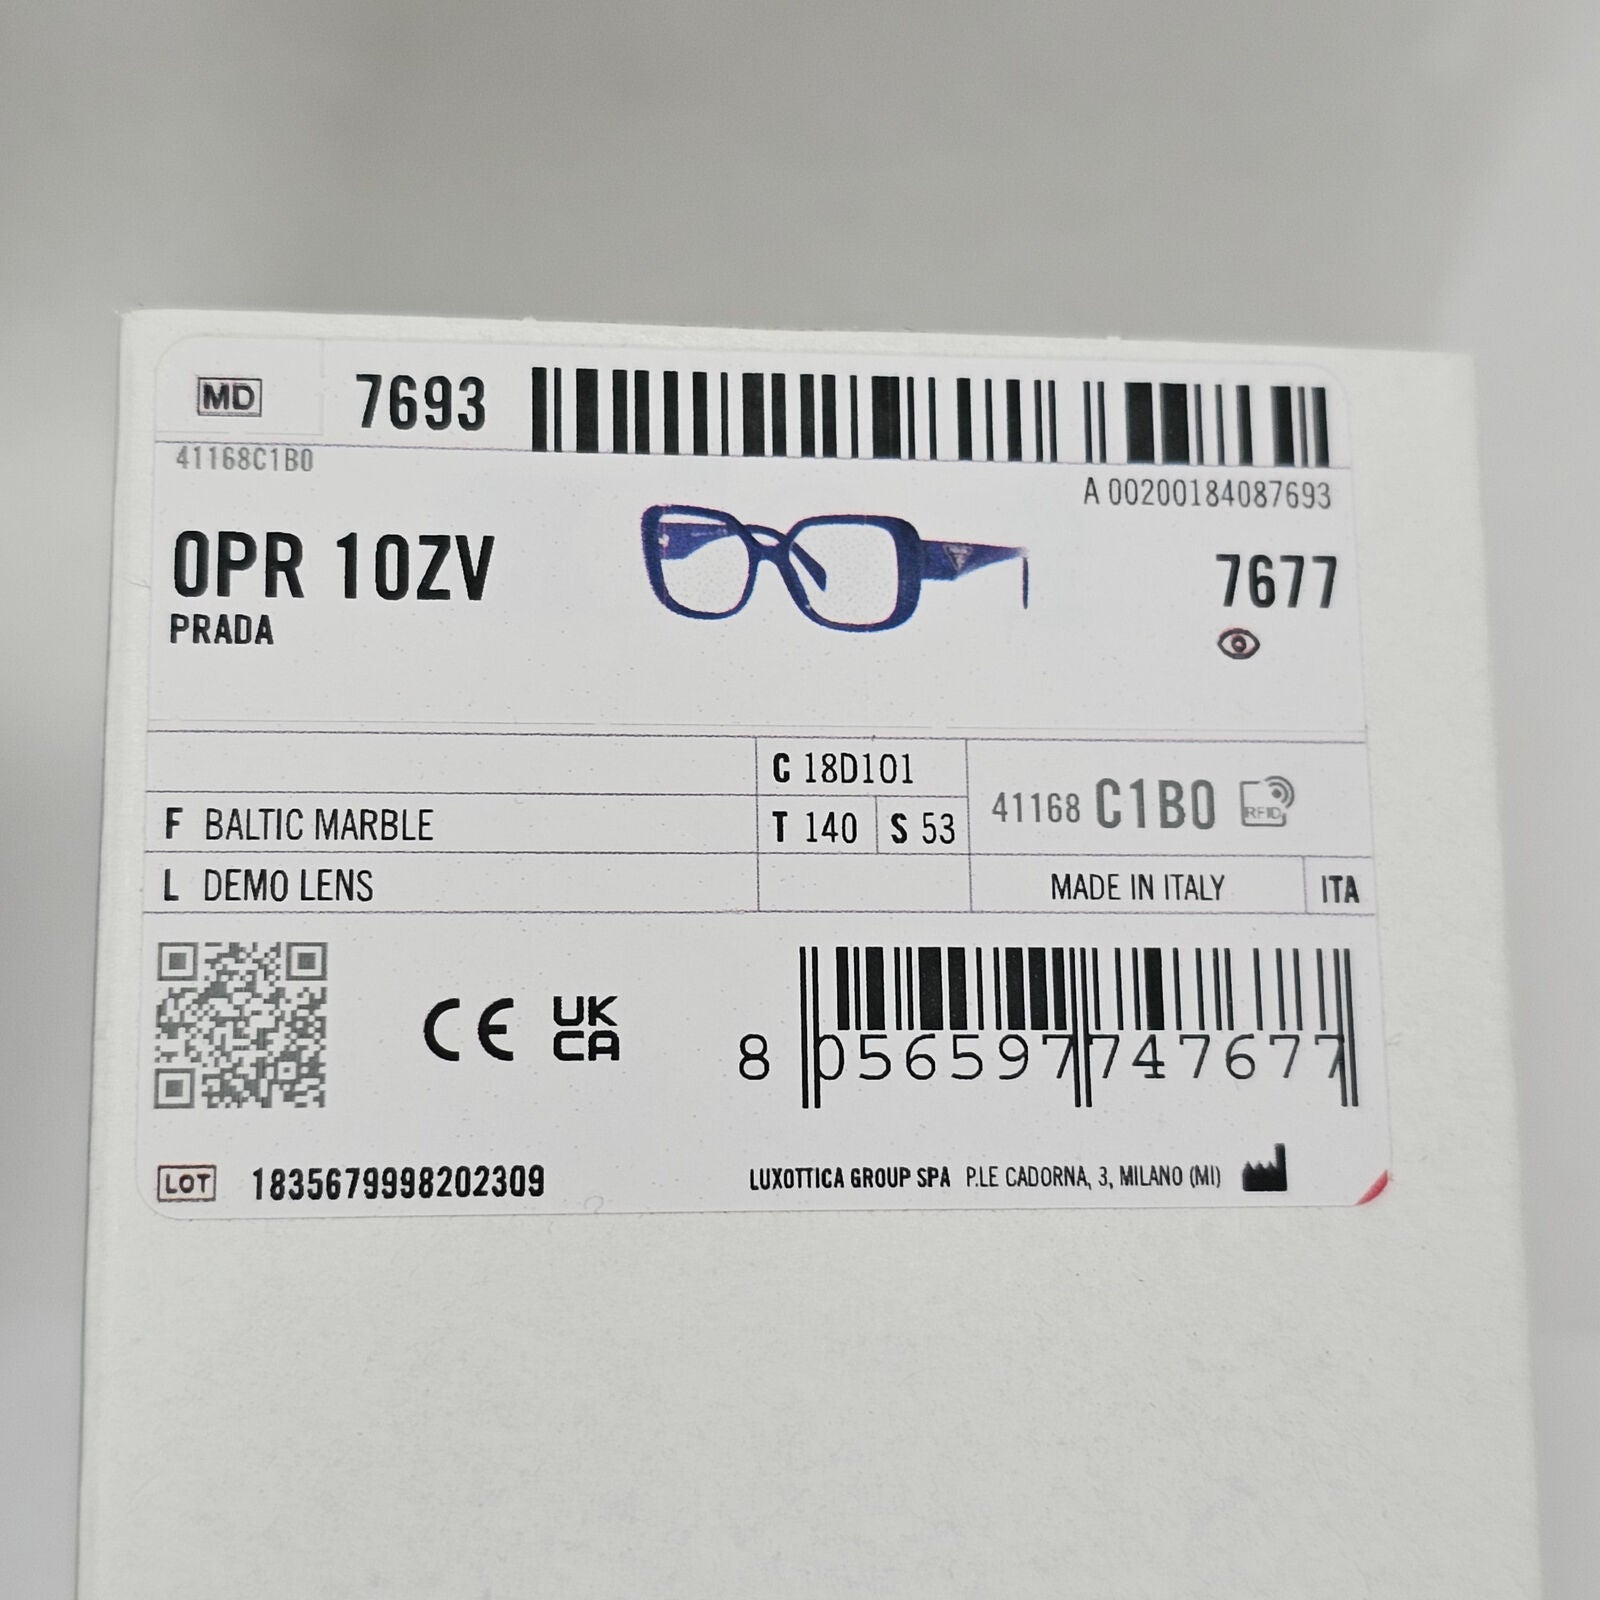 MD
7693
41168C1B0
A 00200184087693
0PR 10ZV
PRADA
7677
C 18D101
F BALTIC MARBLE
T 140
S 53
41168 C1B0
RFID
L DEMO LENS
MADE IN ITALY
ITA
CE
UK
CA
8 056597 747677
LOT 1835679998202309
LUXOTTICA GROUP SPA P.LE CADORNA, 3, MILANO (MI)